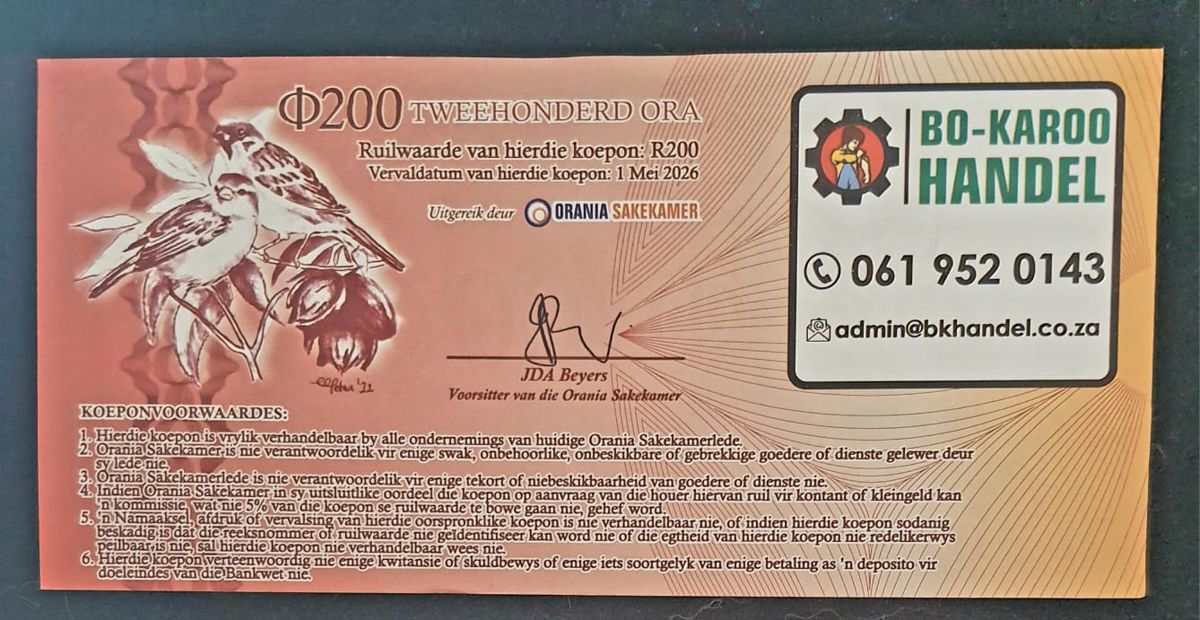 Ф200 TWEEHONDERD ORA
Ruilwaarde van hierdie koepon: R200
Vervaldatum van hierdie koepon: 1 Mei 2026
Uitgereik deur ORANIA SAKEKAMER
JDA Beyers
Voorsitter van die Orania Sakekamer
'21
BO-KAROO
HANDEL
061 952 0143
admin@bkhandel.co.za
KOEPONVOORWAARDES:
1. Hierdie koepon is vrylik verhandelbaar by alle ondernemings van huidige Orania Sakekamerlede.
2. Orania Sakekamer is nie verantwoordelik vir enige swak, onbehoorlike, onbeskikbare of gebrekkige goedere of dienste gelewer deur
sy lede nie.
3. Orania Sakekamerlede is nie verantwoordelik vir enige tekort of niebeskikbaarheid van goedere of dienste nie.
4. Indien Orania Sakekamer in sy uitsluitlike oordeel die koepon op aanvraag van die houer hiervan ruil vir kontant of kleingeld kan
'n kommissie, wat nie 5% van die koepon se ruilwaarde te bowe gaan nie, gehef word.
5. 'n Namaaksel, afdruk of vervalsing van hierdie oorspronklike koepon is nie verhandelbaar nie, of indien hierdie koepon sodanig
beskadig is dat die reeksnommer of ruilwaarde nie geïdentifiseer kan word nie of die egtheid van hierdie koepon nie redelikerwys
peilbaar is nie, sal hierdie koepon nie verhandelbaar wees nie.
6. Hierdie koepon verteenwoordig nie enige kwitansie of skuldbewys of enige iets soortgelyk van enige betaling as 'n deposito vir
doeleindes van die Bankwet nie.